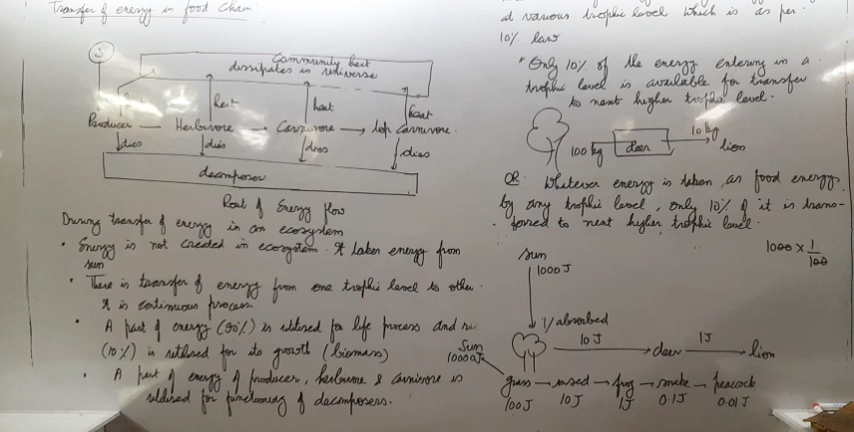 Transfer of energy in food chain
S
Community heat
dissipates in universe
heat
heat
heat
Producer Herbivore Carnivore top Carnivore.
dies
dies
dies
dies
decomposer
Rout of Energy flow
During transfer of energy in an ecosystem
• Energy is not created in ecosystem. It taken energy from
sun
• There is transfer of energy from one trophic level to other.
It is continuous process.
• A part of energy (90%) is utilised for life process and
(10%) is utilised for its growth (biomass)
• A part of energy of producer, herbivore & carnivore is
utilised for functioning of decomposers.
at various trophic level which is as per
10% law
* Only 10% of the energy entering in a
trophic level is available for transfer
to next higher trophic level.
100 kg deer 10 kg lion
OR Whatever energy is taken, as food energy
by any trophic level, only 10% of it is trans-
ferred to next higher trophic level.
1000 × 1/100
Sun
1000 J
1/ absorbed
10 J deer 1J lion
Sun
1000 J
grass insect frog snake peacock
100 J 10 J 1J 0.1 J 0.01 J